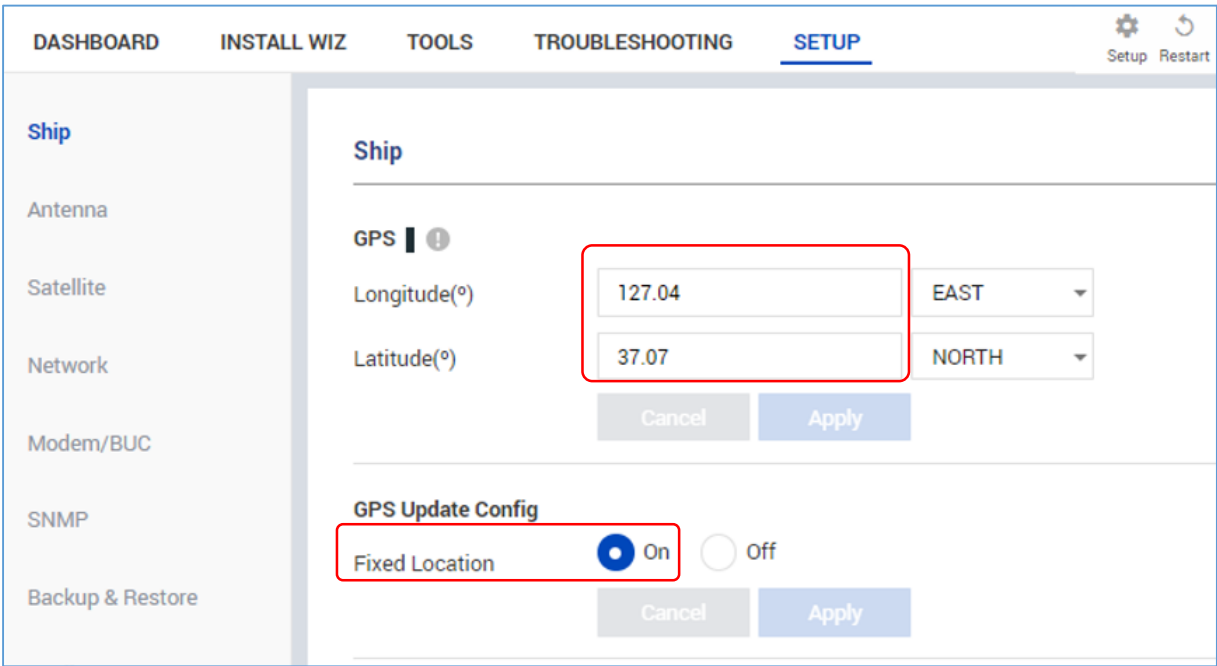 DASHBOARD INSTALL WIZ TOOLS TROUBLESHOOTING SETUP Setup Restart
Ship
Antenna
Satellite
Network
Modem/BUC
SNMP
Backup & Restore
Ship
GPS
Longitude(º) 127.04 EAST
Latitude(º) 37.07 NORTH
Cancel Apply
GPS Update Config
Fixed Location On Off
Cancel Apply